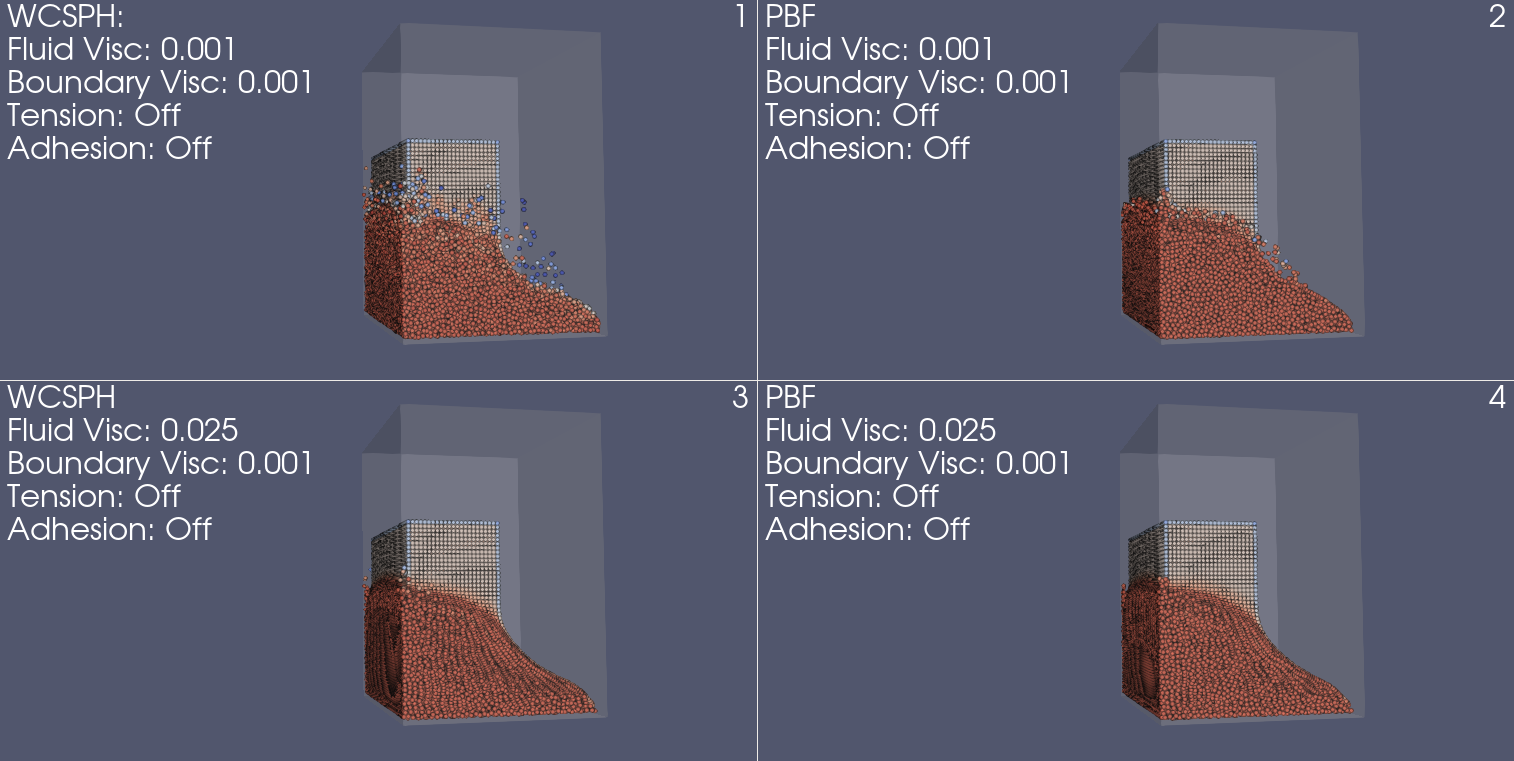 WCSPH:
Fluid Visc: 0.001
Boundary Visc: 0.001
Tension: Off
Adhesion: Off
1
PBF
Fluid Visc: 0.001
Boundary Visc: 0.001
Tension: Off
Adhesion: Off
2
WCSPH
Fluid Visc: 0.025
Boundary Visc: 0.001
Tension: Off
Adhesion: Off
3
PBF
Fluid Visc: 0.025
Boundary Visc: 0.001
Tension: Off
Adhesion: Off
4